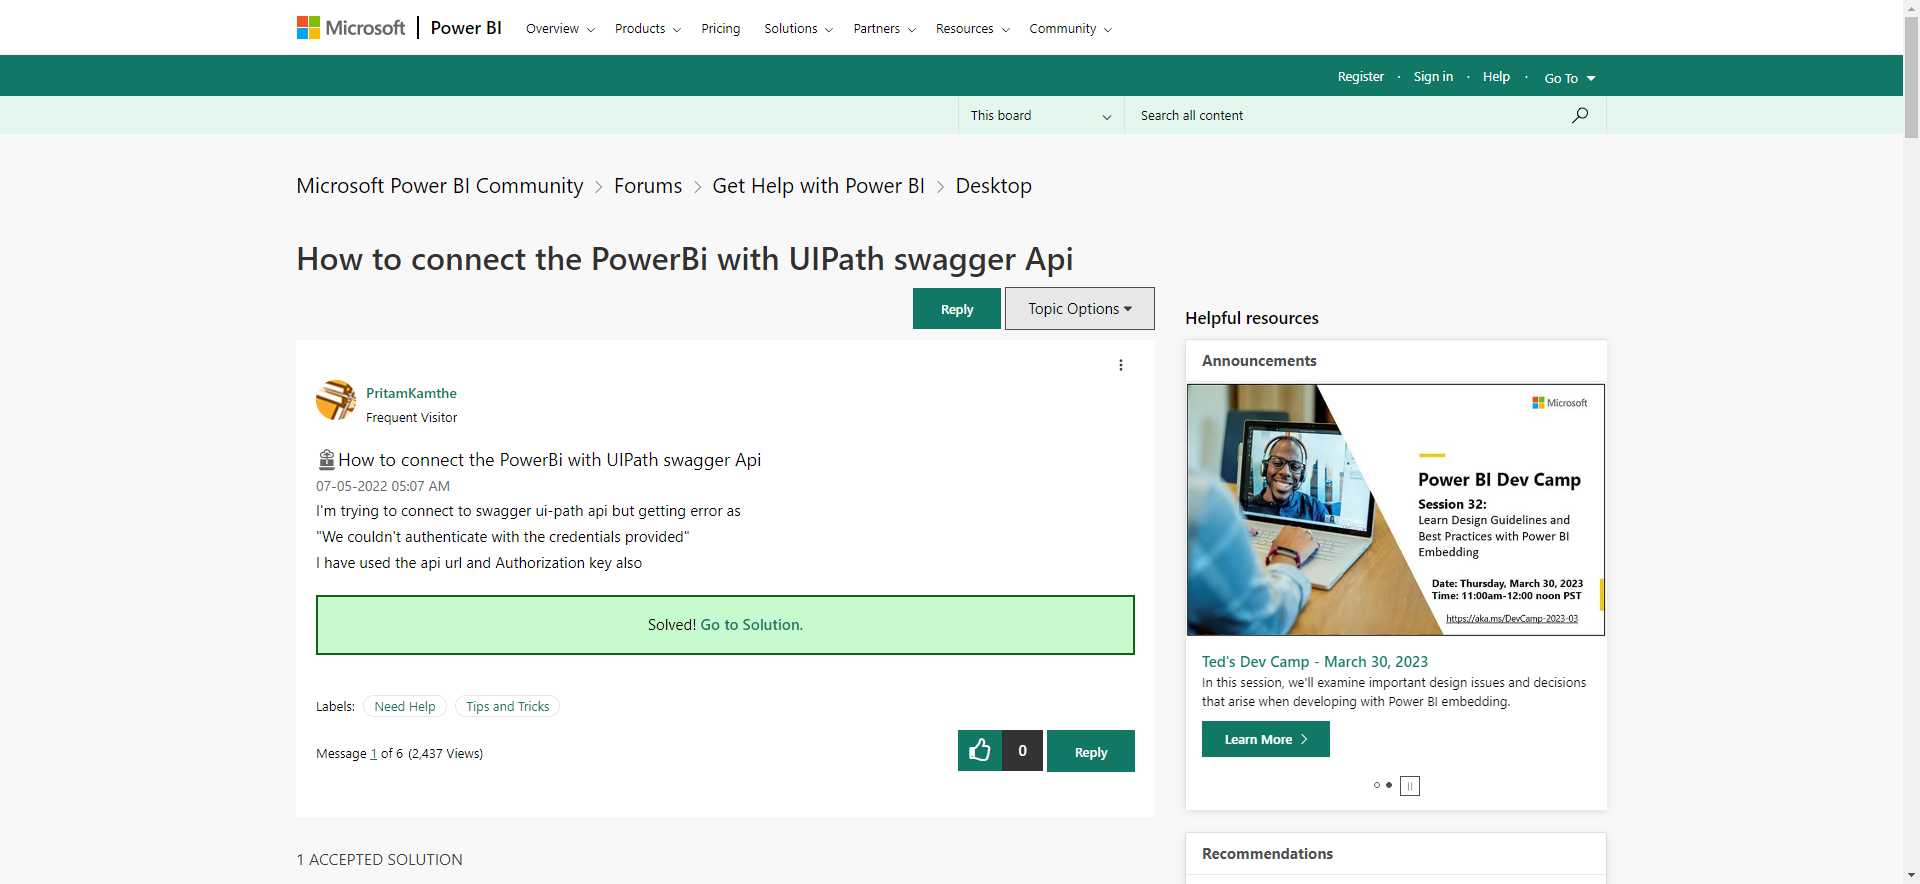 Microsoft | Power BI Overview Products Pricing Solutions Partners Resources Community
Register · Sign in · Help · Go To
This board Search all content
Microsoft Power BI Community > Forums > Get Help with Power BI > Desktop
How to connect the PowerBi with UIPath swagger Api
Reply Topic Options
PritamKamthe
Frequent Visitor
How to connect the PowerBi with UIPath swagger Api
07-05-2022 05:07 AM
I'm trying to connect to swagger ui-path api but getting error as
"We couldn't authenticate with the credentials provided"
I have used the api url and Authorization key also
Solved! Go to Solution.
Labels: Need Help Tips and Tricks
Message 1 of 6 (2,437 Views)
0 Reply
1 ACCEPTED SOLUTION
Helpful resources
Announcements
Microsoft
Power BI Dev Camp
Session 32:
Learn Design Guidelines and
Best Practices with Power BI
Embedding
Date: Thursday, March 30, 2023
Time: 11:00am-12:00 noon PST
https://aka.ms/DevCamp-2023-03
Ted's Dev Camp - March 30, 2023
In this session, we'll examine important design issues and decisions
that arise when developing with Power BI embedding.
Learn More >
Recommendations